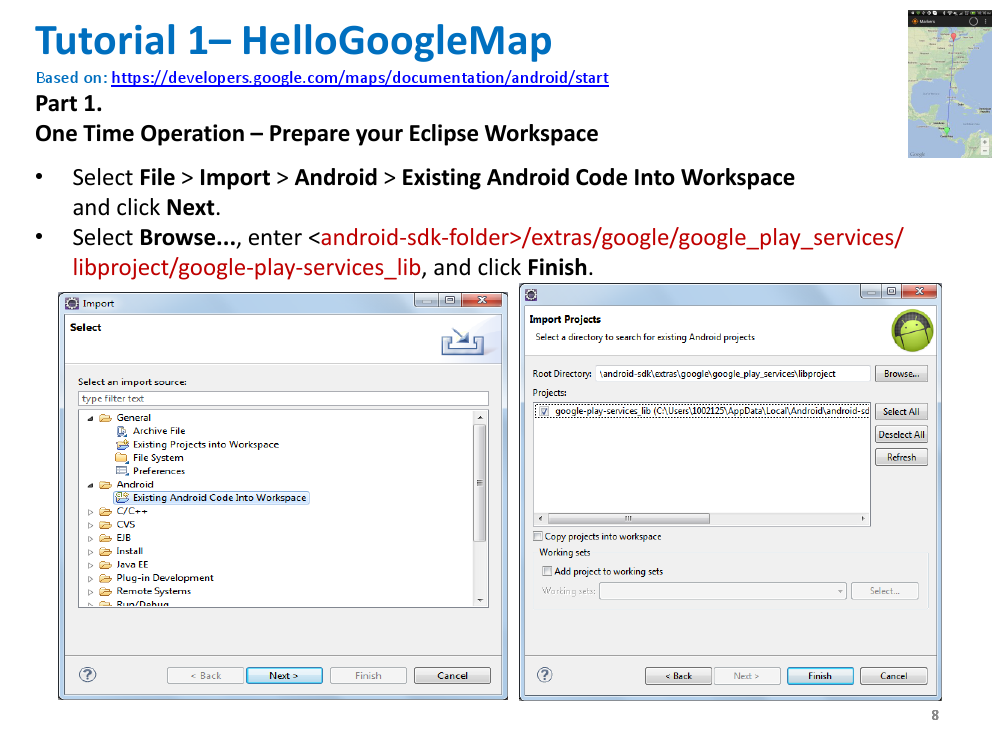 Tutorial 1– HelloGoogleMap
Based on: https://developers.google.com/maps/documentation/android/start
Part 1.
One Time Operation – Prepare your Eclipse Workspace
• Select File > Import > Android > Existing Android Code Into Workspace
and click Next.
• Select Browse..., enter <android-sdk-folder>/extras/google/google_play_services/
libproject/google-play-services_lib, and click Finish.
Import
Select
Select an import source:
type filter text
General
Archive File
Existing Projects into Workspace
File System
Preferences
Android
Existing Android Code Into Workspace
C/C++
CVS
EJB
Install
Java EE
Plug-in Development
Remote Systems
Run/Debug
< Back
Next >
Finish
Cancel
Import Projects
Select a directory to search for existing Android projects
Root Directory: \android-sdk\extras\google\google_play_services\libproject
Browse...
Projects:
google-play-services_lib (C:\Users\1002125\AppData\Local\Android\android-sd
Select All
Deselect All
Refresh
Copy projects into workspace
Working sets
Add project to working sets
Working sets:
Select...
< Back
Next >
Finish
Cancel
Markers
8